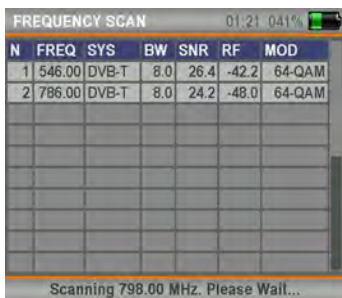 FREQUENCY SCAN 01:21 041%
N FREQ SYS BW SNR RF MOD
1 546.00 DVB-T 8.0 26.4 -42.2 64-QAM
2 786.00 DVB-T 8.0 24.2 -48.0 64-QAM
Scanning 798.00 MHz. Please Wait...